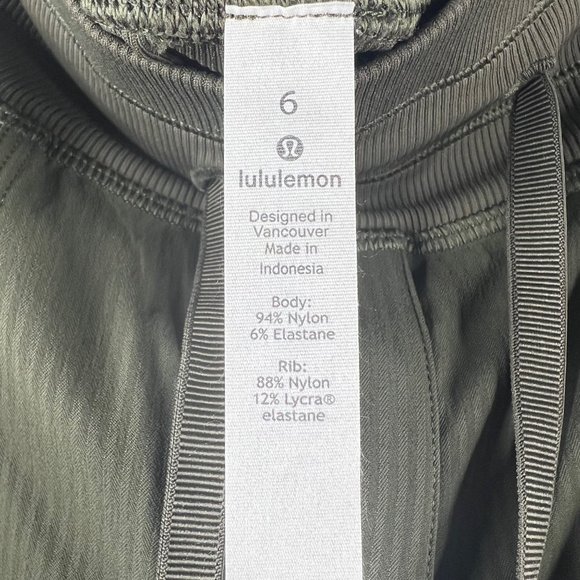 6
lululemon
Designed in
Vancouver
Made in
Indonesia
Body:
94% Nylon
6% Elastane
Rib:
88% Nylon
12% Lycra®
elastane